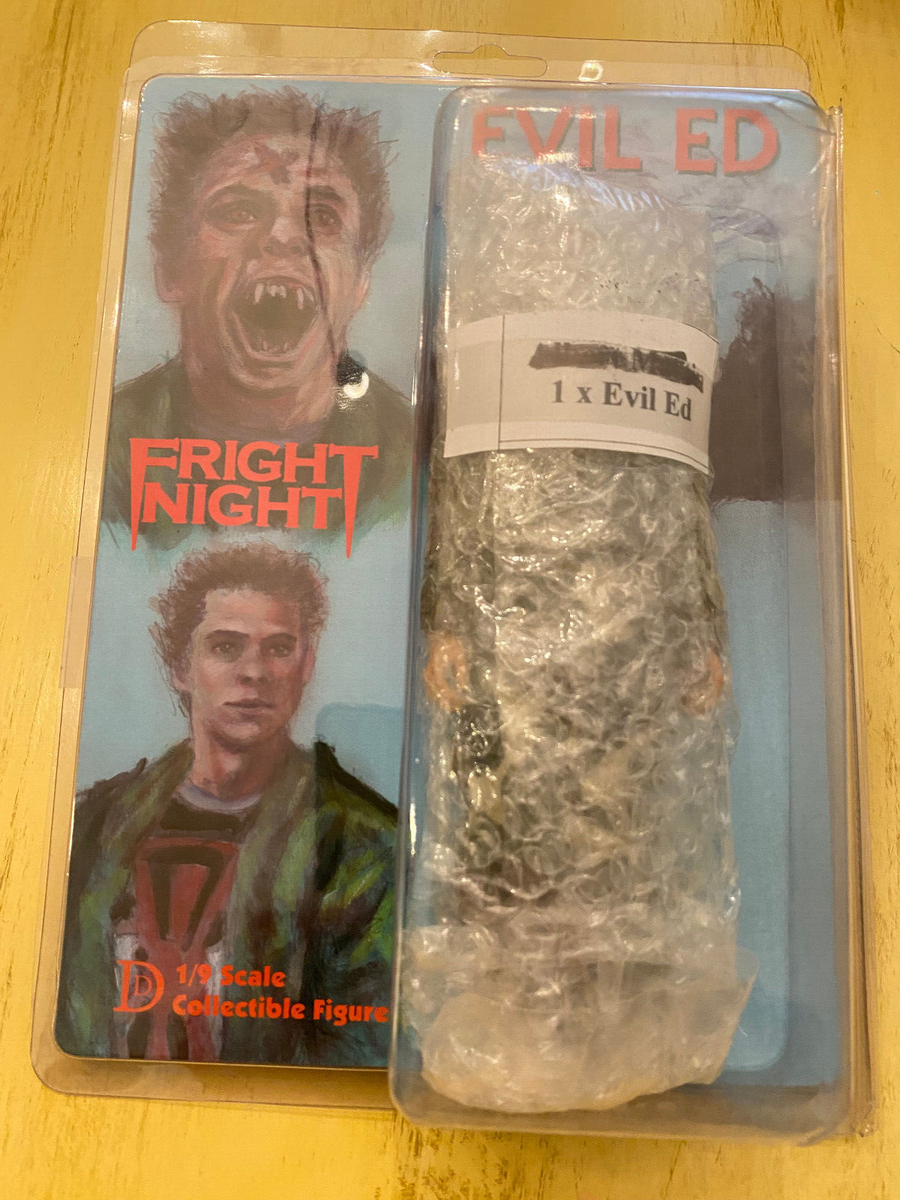 EVIL ED
FRIGHT
NIGHT
1 x Evil Ed
D
1/9 Scale
Collectible Figure